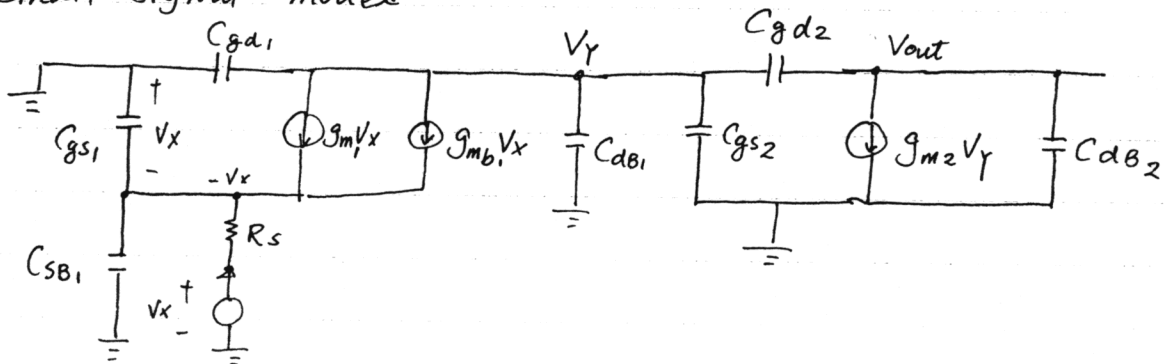 small signal model
Cgd1
VY
Cgd2
Vout
+
Vx
-
Cgs1
gm1Vx
gmb1Vx
CdB1
Cgs2
gm2VY
CdB2
-Vx
Rs
CSB1
+
Vx
-